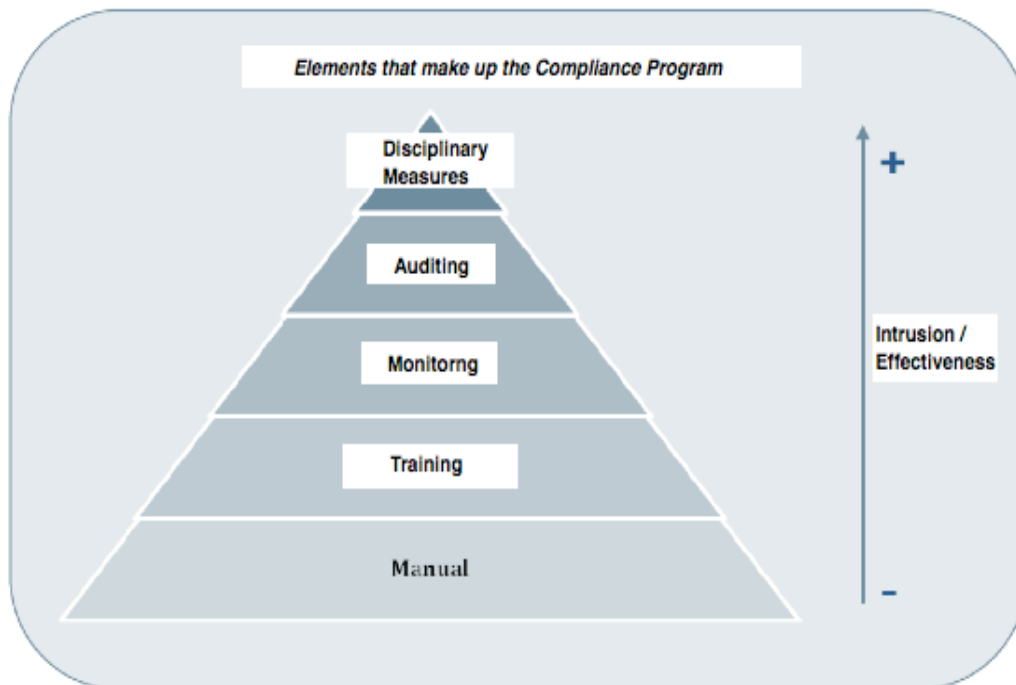 Elements that make up the Compliance Program
Disciplinary
Measures
+
Auditing
Intrusion /
Effectiveness
Monitorng
Training
Manual
-